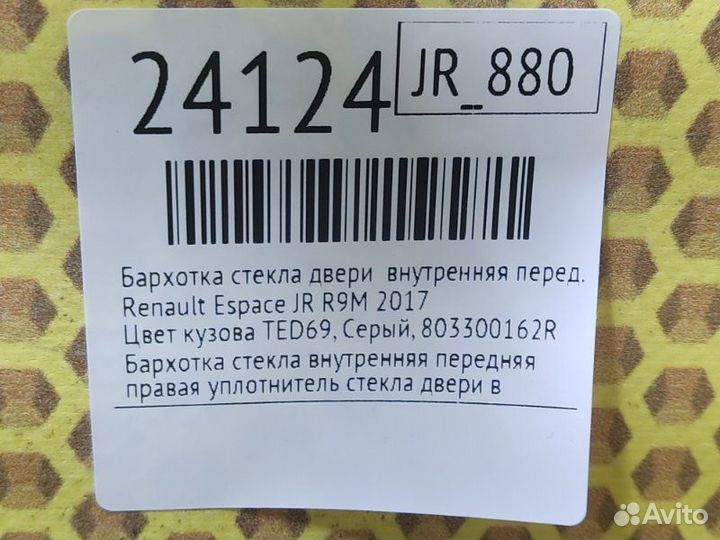 24124
JR_880
Бархотка стекла двери внутренняя перед.
Renault Espace JR R9M 2017
Цвет кузова TED69, Серый, 803300162R
Бархотка стекла внутренняя передняя
правая уплотнитель стекла двери в
Avito